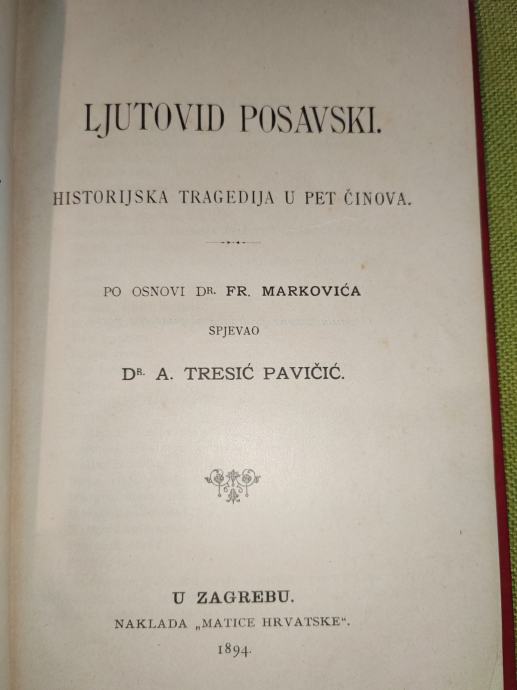 LJUTOVID POSAVSKI.
HISTORIJSKA TRAGEDIJA U PET ČINOVA.
PO OSNOVI DR. FR. MARKOVIĆA
SPJEVAO
DR. A. TRESIĆ PAVIČIĆ.
U ZAGREBU.
NAKLADA „MATICE HRVATSKE“.
1894.